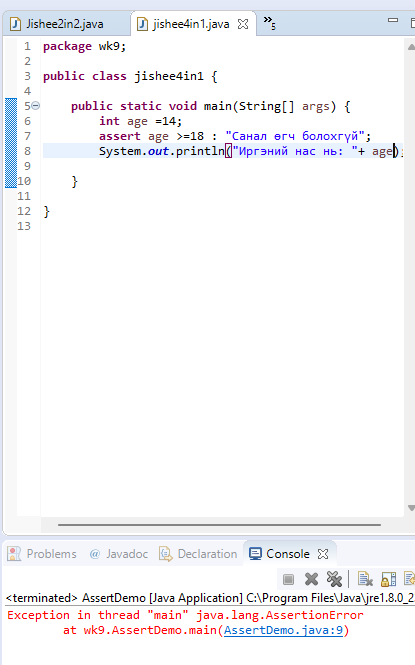 Jishee2in2.java
jishee4in1.java
»5
1 package wk9;
2
3 public class jishee4in1 {
4
5 public static void main(String[] args) {
6 int age =14;
7 assert age >=18 : "Санал өгч болохгүй";
8 System.out.println("Иргэний нас нь: "+ age);
9
10 }
11
12 }
13
Problems @ Javadoc Declaration Console
<terminated> AssertDemo [Java Application] C:\Program Files\Java\jre1.8.0_2
Exception in thread "main" java.lang.AssertionError
at wk9.AssertDemo.main(AssertDemo.java:9)